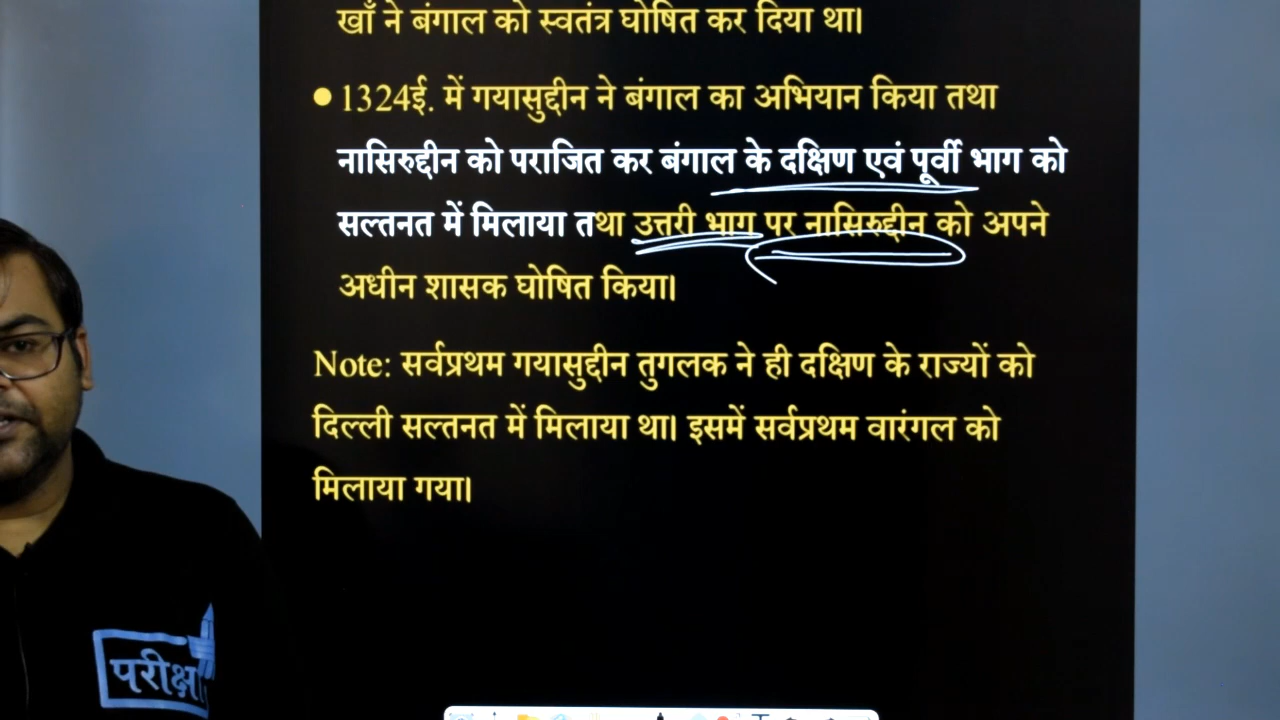 खाँ ने बंगाल को स्वतंत्र घोषित कर दिया था।
● 1324ई. में गयासुद्दीन ने बंगाल का अभियान किया तथा
नासिरुद्दीन को पराजित कर बंगाल के दक्षिण एवं पूर्वी भाग को
सल्तनत में मिलाया तथा उत्तरी भाग पर नासिरुद्दीन को अपने
अधीन शासक घोषित किया।
Note: सर्वप्रथम गयासुद्दीन तुगलक ने ही दक्षिण के राज्यों को
दिल्ली सल्तनत में मिलाया था। इसमें सर्वप्रथम वारंगल को
मिलाया गया।
परीक्षा